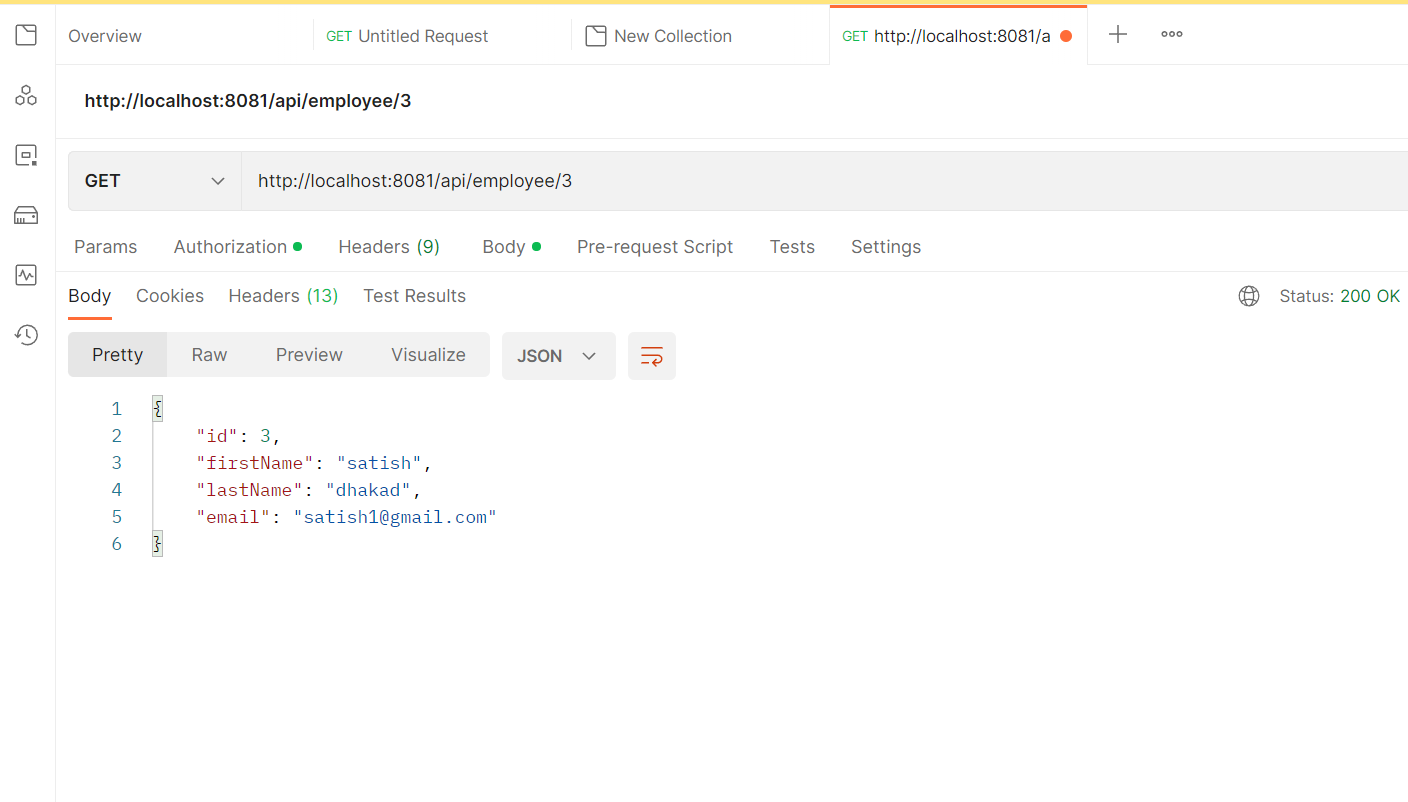 Overview GET Untitled Request New Collection GET http://localhost:8081/a
http://localhost:8081/api/employee/3
GET http://localhost:8081/api/employee/3
Params Authorization Headers (9) Body Pre-request Script Tests Settings
Body Cookies Headers (13) Test Results Status: 200 OK
Pretty Raw Preview Visualize JSON
1 {
2 "id": 3,
3 "firstName": "satish",
4 "lastName": "dhakad",
5 "email": "satish1@gmail.com"
6 }